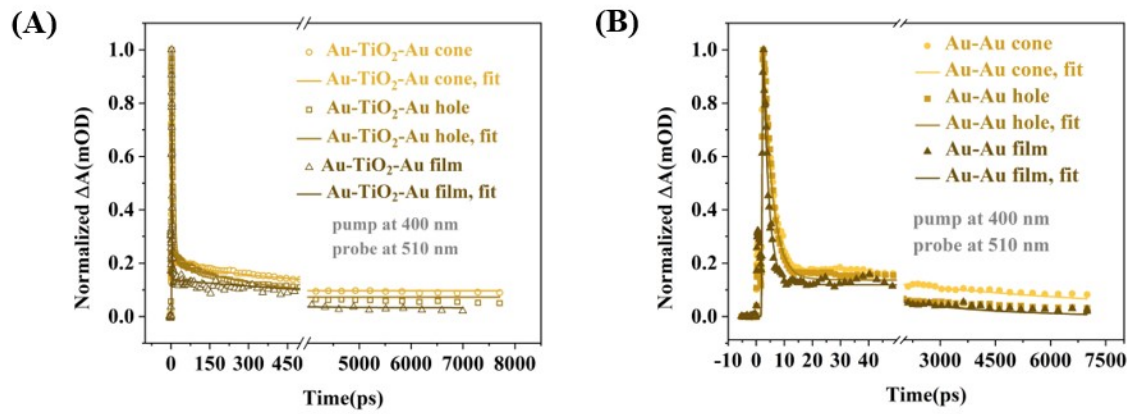 (A)
Normalized ΔA(mOD)
1.0
0.8
0.6
0.4
0.2
0.0
Au-TiO₂-Au cone
Au-TiO₂-Au cone, fit
Au-TiO₂-Au hole
Au-TiO₂-Au hole, fit
Au-TiO₂-Au film
Au-TiO₂-Au film, fit
pump at 400 nm
probe at 510 nm
0 150 300 450 5000 6000 7000 8000
Time(ps)
(B)
Normalized ΔA(mOD)
1.0
0.8
0.6
0.4
0.2
0.0
Au-Au cone
Au-Au cone, fit
Au-Au hole
Au-Au hole, fit
Au-Au film
Au-Au film, fit
pump at 400 nm
probe at 510 nm
-10 0 10 20 30 40 3000 4500 6000 7500
Time(ps)